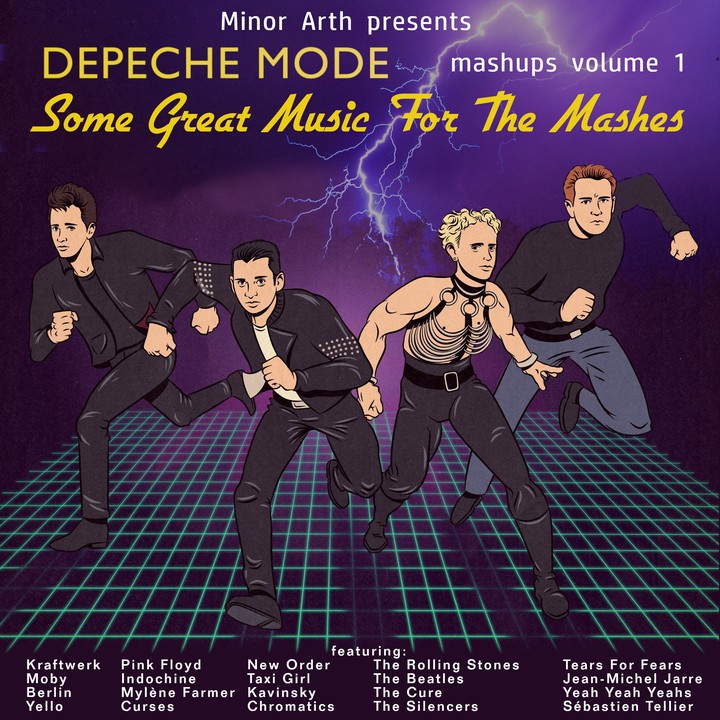 Minor Arth presents
DEPECHE MODE
mashups volume 1
Some Great Music For The Mashes
featuring:
Kraftwerk
Moby
Berlin
Yello
Pink Floyd
Indochine
Mylène Farmer
Curses
New Order
Taxi Girl
Kavinsky
Chromatics
The Rolling Stones
The Beatles
The Cure
The Silencers
Tears For Fears
Jean-Michel Jarre
Yeah Yeah Yeahs
Sébastien Tellier